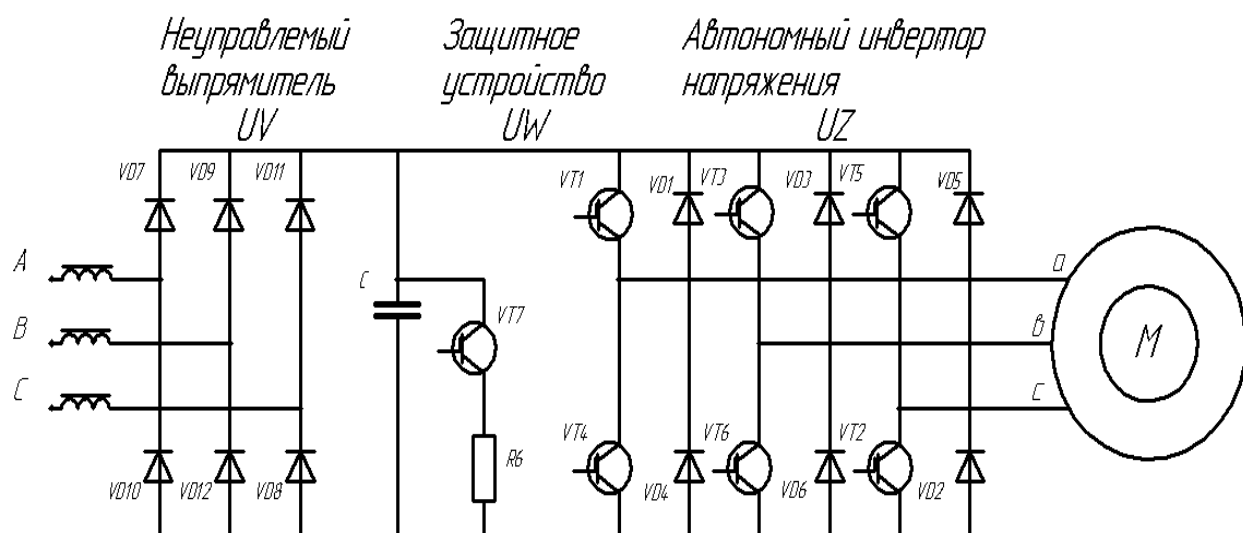 Неуправлемый
выпрямитель
UV
Защитное
устройство
UW
Автономный инвертор
напряжения
UZ
VD7
VD9
VD11
VT1
VD1
VT3
VD3
VT5
VD5
A
B
C
C
VT7
R6
a
в
c
M
VD10
VD12
VD8
VT4
VD4
VT6
VD6
VT2
VD2